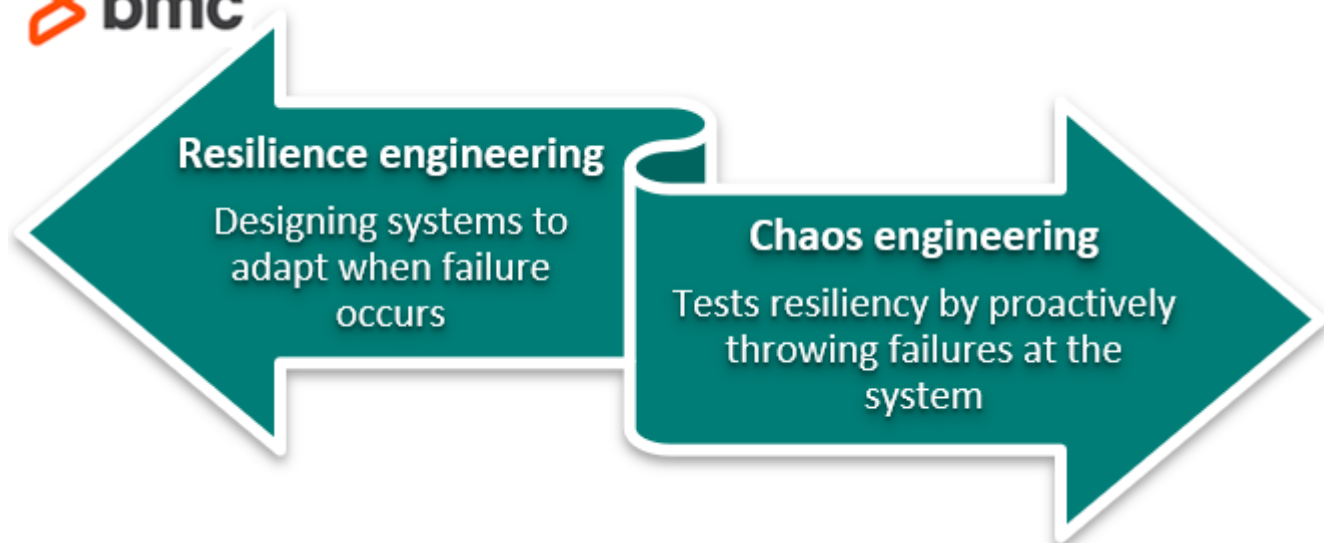 bmc
Resilience engineering
Designing systems to
adapt when failure
occurs
Chaos engineering
Tests resiliency by proactively
throwing failures at the
system